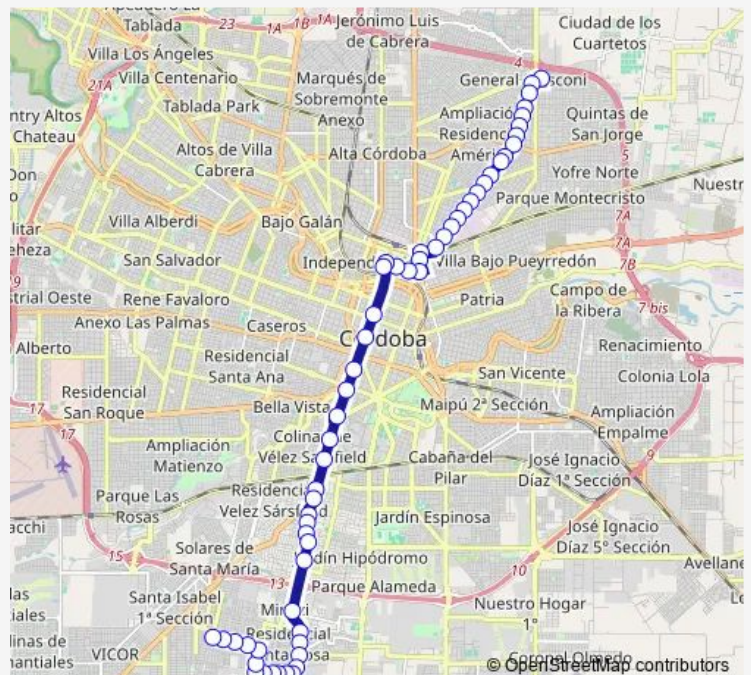 Tablada
23
1A
1B
1A
Jerónimo Luis
de Cabrera
Ciudad de los
Cuartetos
Villa Los Ángeles
Villa Centenario
21A
Marqués de
Sobremonte
Anexo
4
General
Tablada Park
Quintas de
San Jorge
Chateau
Altos de Villa
Cabrera
Alta Córdoba
5
Yofre Norte
Parque Montecristo
Villa Alberdi
Bajo Galán
7A
San Salvador
Villa Bajo Pueyrredón
7A
7B
Rene Favaloro
Patria
Campo de
la Ribera
7 bis
Anexo Las Palmas
Caseros
Alberto
Renacimiento
Residencial
Santa Ana
San Vicente
Colonia Lola
Residencial
San Roque
Bella Vista
Maipú 2ª Sección
17
17
Ampliación
Empalme
Ampliación
Matienzo
Cabaña del
Pilar
José Ignacio
Díaz 1ª Sección
9
Parque Las
Rosas
Jardín Espinosa
José Ignacio
Díaz 5º Sección
15
Solares de
Santa María
10
13
Parque Alameda
Santa Isabel
1ª Sección
Nuestro Hogar
1°
VICOR
© OpenStreetMap contributors